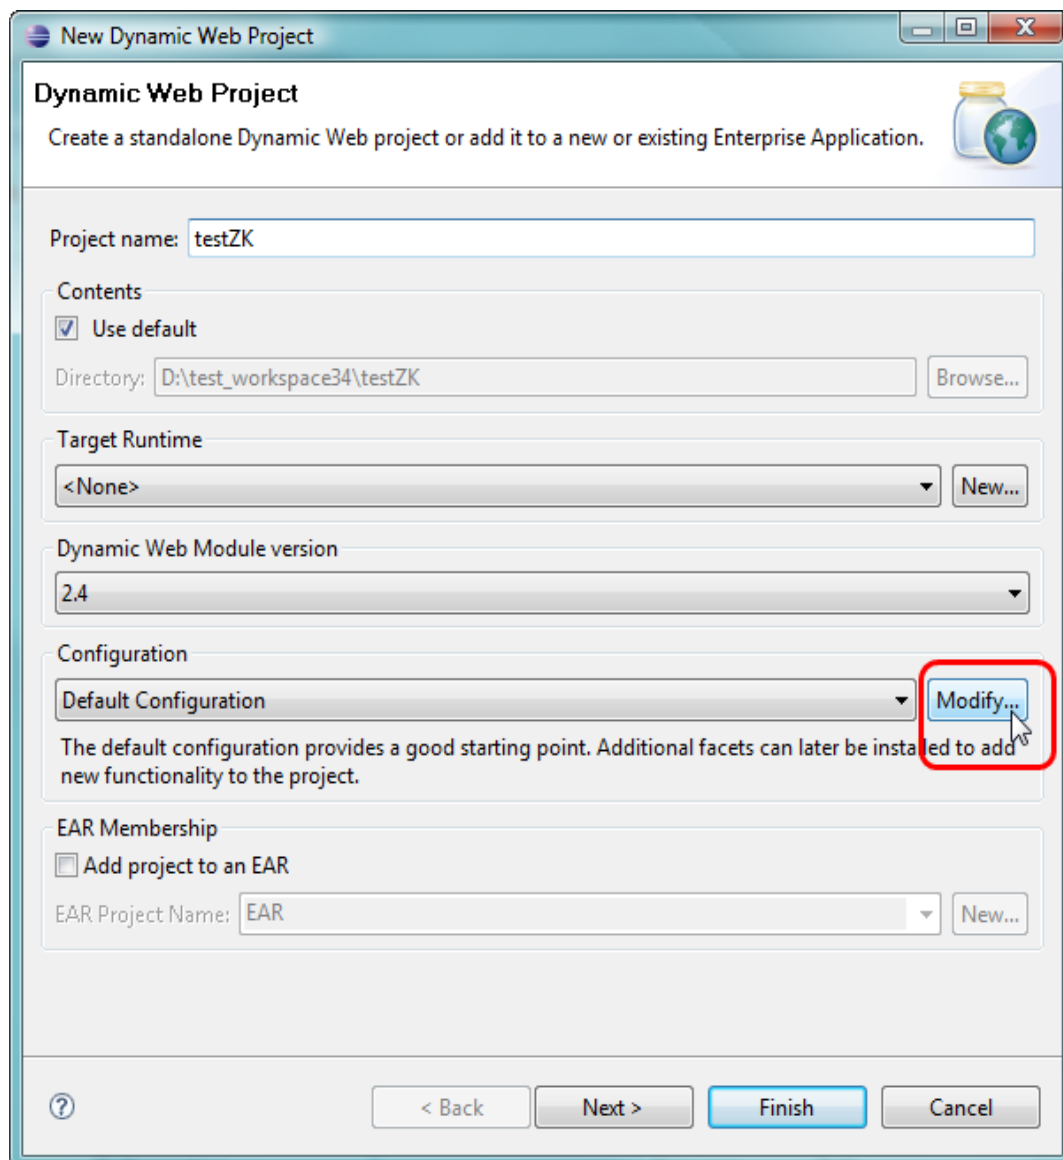 New Dynamic Web Project
Dynamic Web Project
Create a standalone Dynamic Web project or add it to a new or existing Enterprise Application.
Project name: testZK
Contents
Use default
Directory: D:\test_workspace34\testZK Browse...
Target Runtime
<None> New...
Dynamic Web Module version
2.4
Configuration
Default Configuration Modify...
The default configuration provides a good starting point. Additional facets can later be installed to add
new functionality to the project.
EAR Membership
Add project to an EAR
EAR Project Name: EAR New...
< Back Next > Finish Cancel